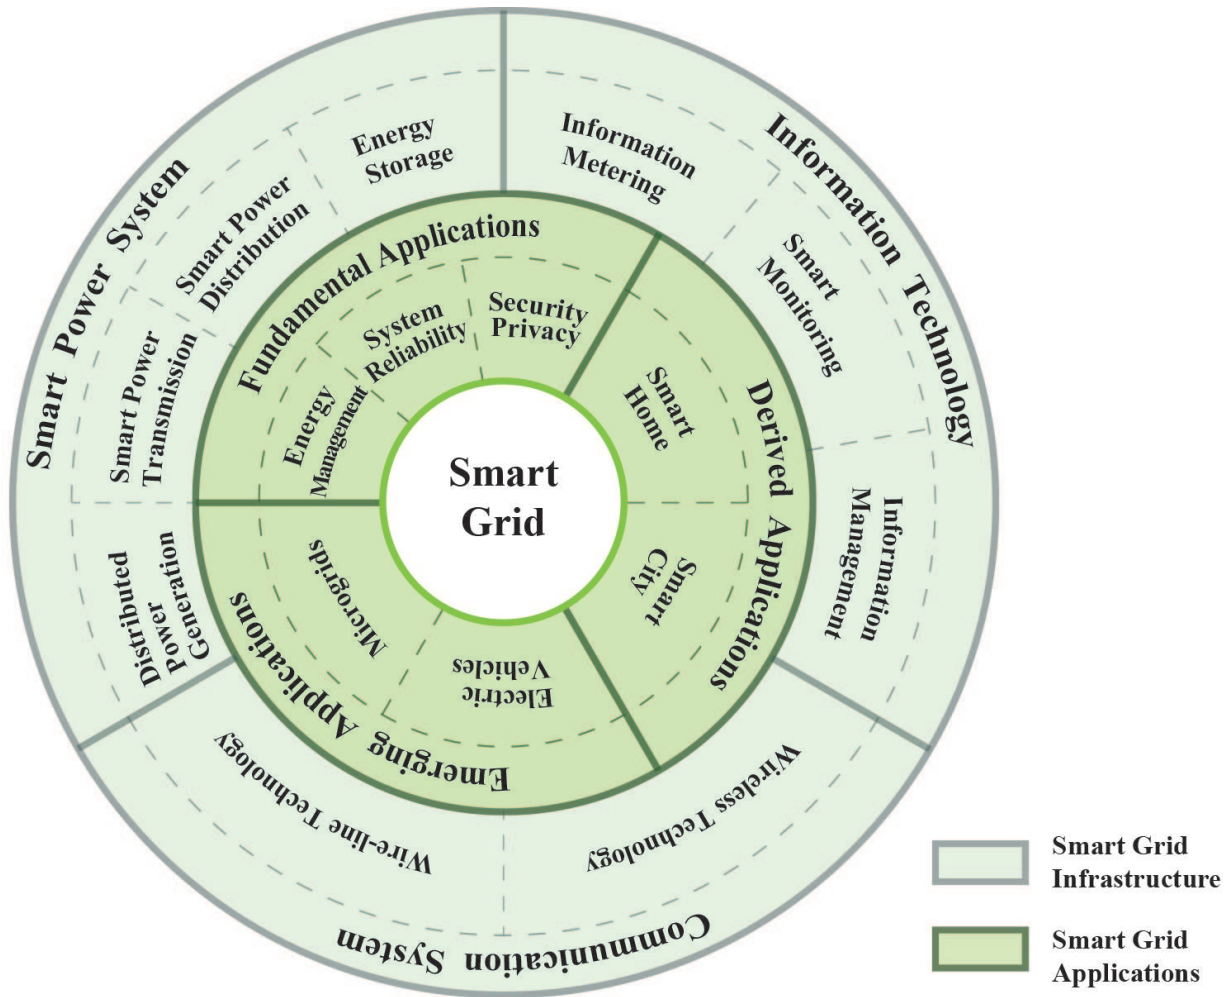 Smart Power System
Energy
Storage
Smart Power
Distribution
Smart Power
Transmission
Distributed
Power
Generation
Information Technology
Information
Metering
Smart
Monitoring
Information
Management
Communication System
Wireless Technology
Wire-line Technology
Fundamental Applications
Security
Privacy
System
Reliability
Energy
Management
Derived Applications
Smart
Home
Smart
City
Emerging Applications
Electric
Vehicles
Microgrids
Smart
Grid
Smart Grid
Infrastructure
Smart Grid
Applications